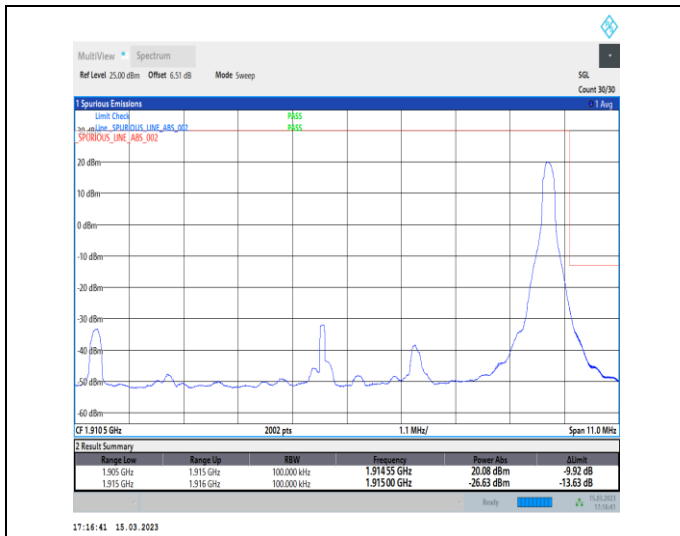 MultiView Spectrum
Ref Level 25.00 dBm Offset 6.51 dB Mode Sweep SGL
Count 30/30
1 Spurious Emissions 1 Avg
Limit Check PASS
Line _SPURIOUS_LINE_ABS_002 PASS
_SPURIOUS_LINE_ABS_002
20 dBm
10 dBm
0 dBm
-10 dBm
-20 dBm
-30 dBm
-40 dBm
-50 dBm
-60 dBm
CF 1.9105 GHz 2002 pts 1.1 MHz/ Span 11.0 MHz
2 Result Summary
Range Low Range Up RBW Frequency Power Abs ΔLimit
1.905 GHz 1.915 GHz 100.000 kHz 1.91455 GHz 20.08 dBm -9.92 dB
1.915 GHz 1.916 GHz 100.000 kHz 1.91500 GHz -26.63 dBm -13.63 dB
Ready 15.03.2023
17:16:41
17:16:41 15.03.2023